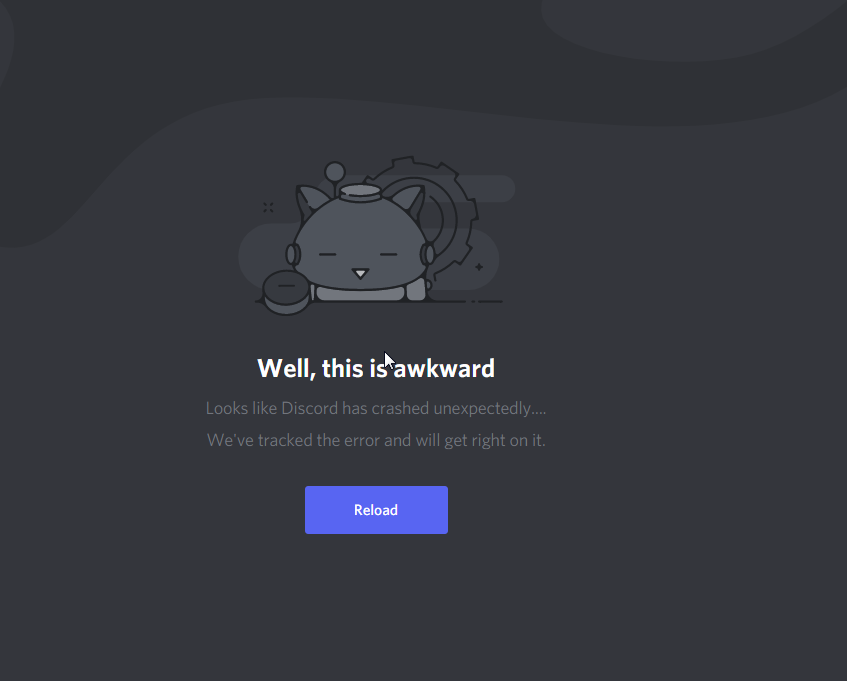 Well, this is awkward
Looks like Discord has crashed unexpectedly....
We've tracked the error and will get right on it.
Reload